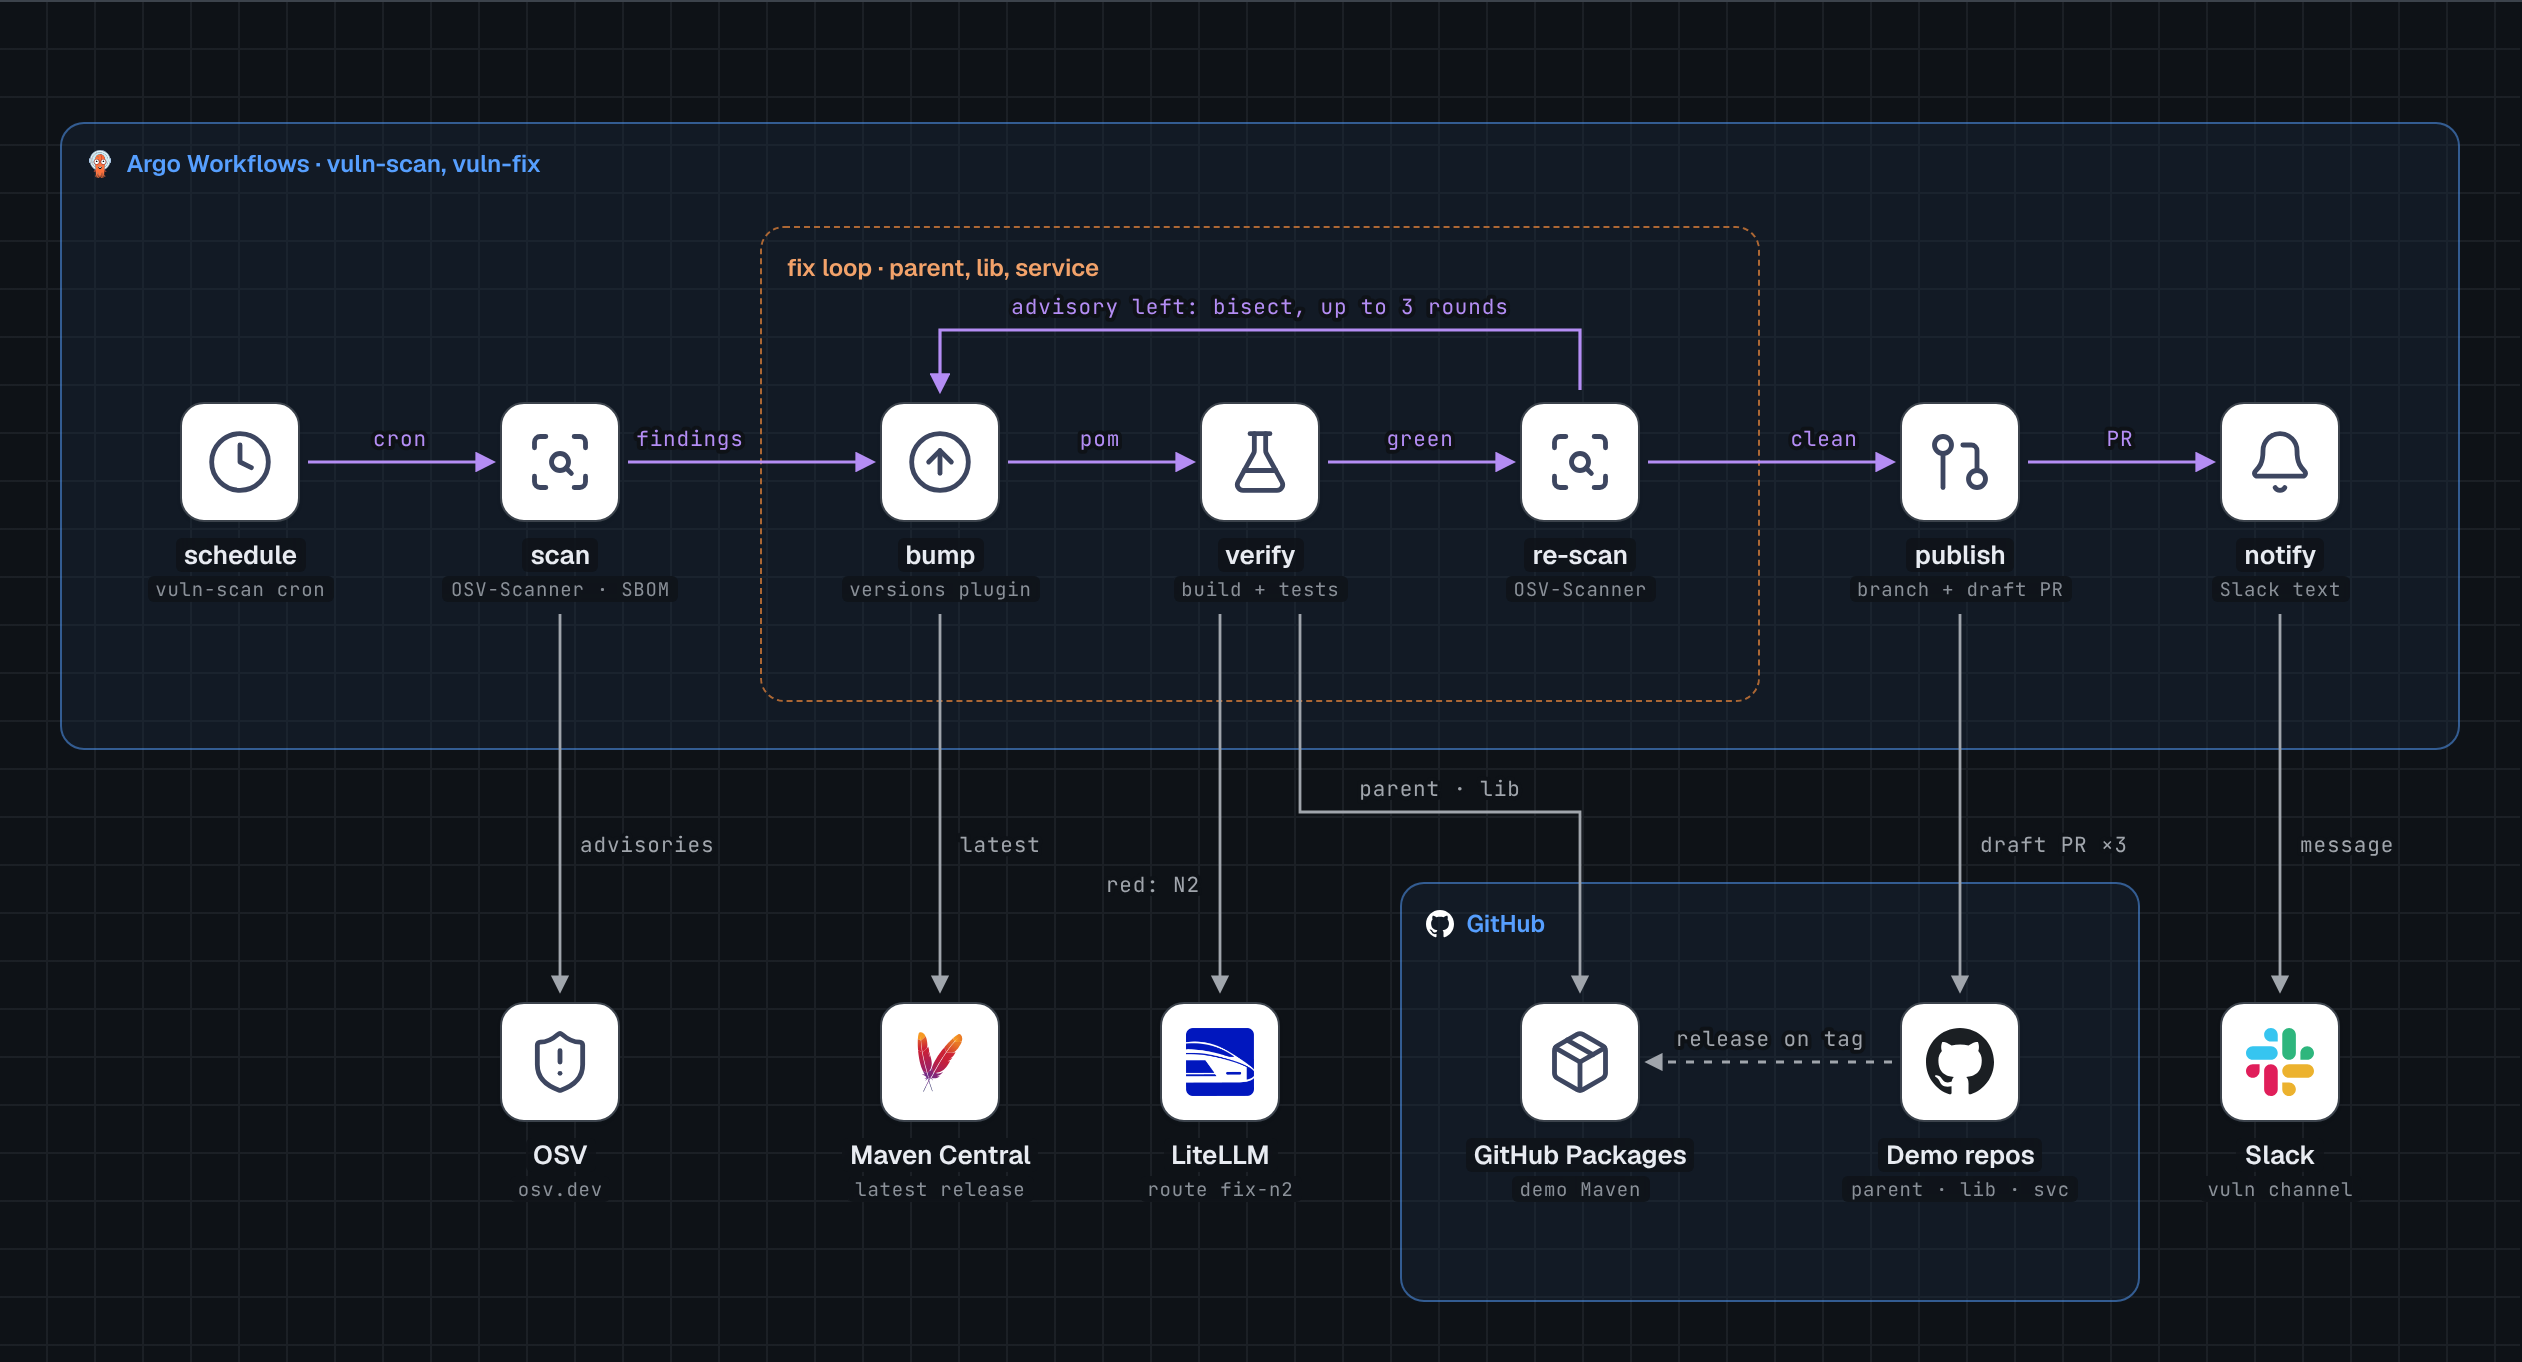 Argo Workflows · vuln-scan, vuln-fix
fix loop · parent, lib, service
advisory left: bisect, up to 3 rounds
cron
findings
pom
green
clean
PR
schedule
vuln-scan cron
scan
OSV-Scanner · SBOM
bump
versions plugin
verify
build + tests
re-scan
OSV-Scanner
publish
branch + draft PR
notify
Slack text
parent · lib
advisories
latest
red: N2
draft PR ×3
message
GitHub
release on tag
OSV
osv.dev
Maven Central
latest release
LiteLLM
route fix-n2
GitHub Packages
demo Maven
Demo repos
parent · lib · svc
Slack
vuln channel